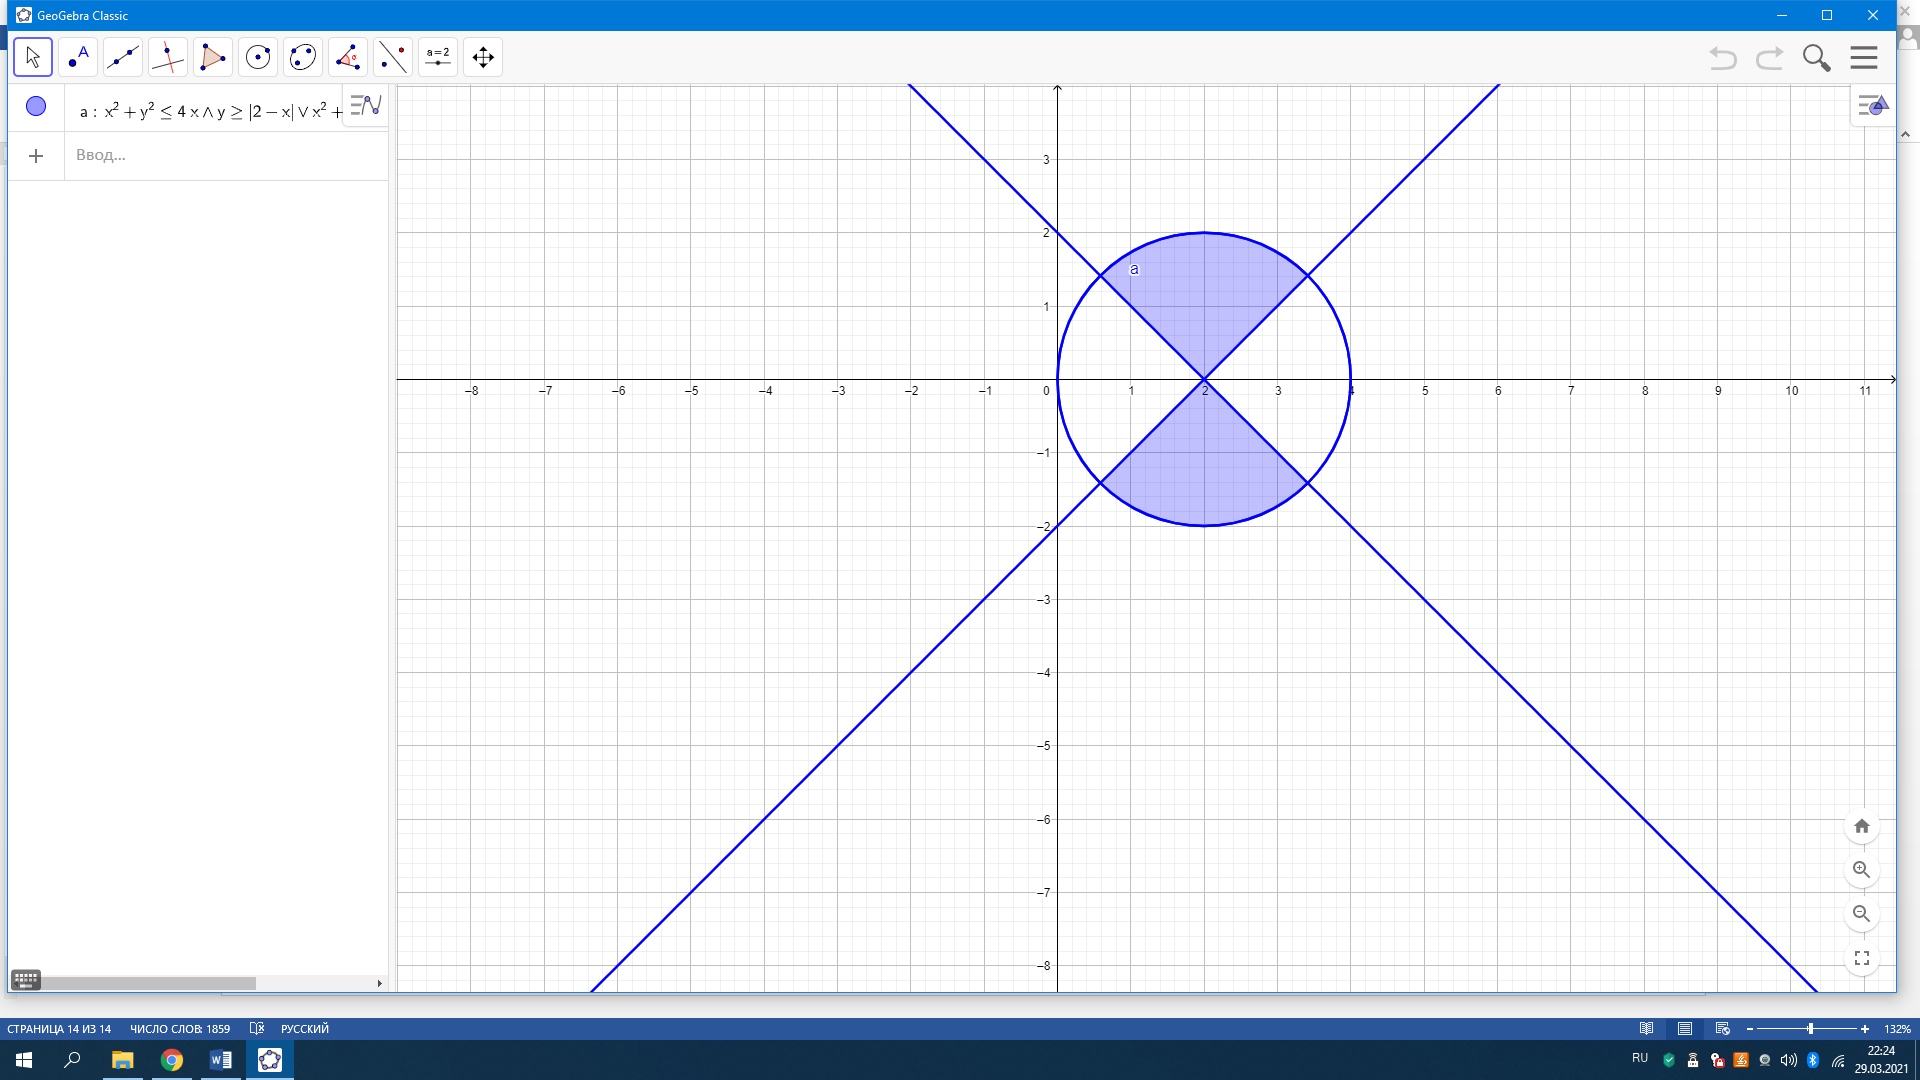 GeoGebra Classic
A
a=2
a : x² + y² ≤ 4 x ∧ y ≥ |2 − x| ∨ x² +
Ввод...
a
3
2
1
0
−1
−2
−3
−4
−5
−6
−7
−8
−8 −7 −6 −5 −4 −3 −2 −1 1 2 3 4 5 6 7 8 9 10 11
СТРАНИЦА 14 ИЗ 14 ЧИСЛО СЛОВ: 1859 РУССКИЙ 132%
RU
22:24
29.03.2021